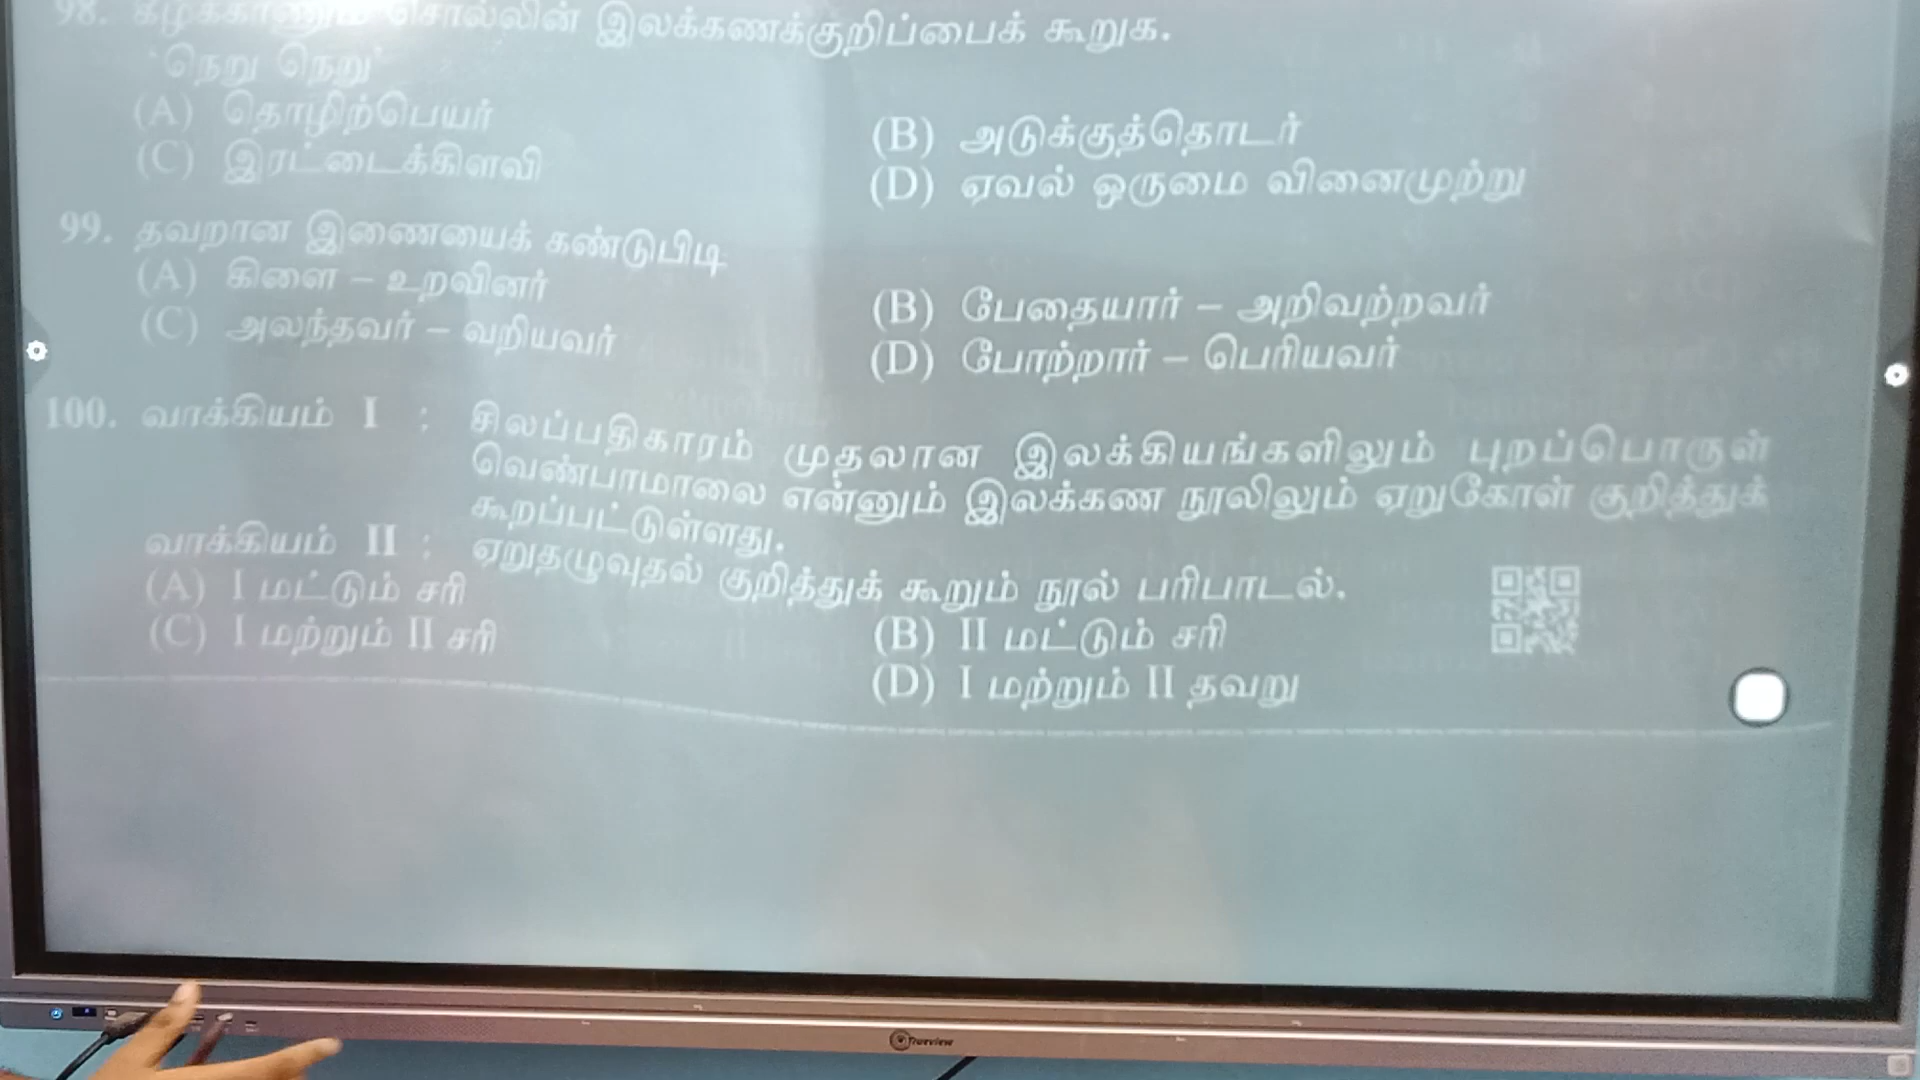 98. கீழ்க்காணும் சொல்லின் இலக்கணக்குறிப்பைக் கூறுக.
'நெறு நெறு'
(A) தொழிற்பெயர் (B) அடுக்குத்தொடர்
(C) இரட்டைக்கிளவி (D) ஏவல் ஒருமை வினைமுற்று
99. தவறான இணையைக் கண்டுபிடி
(A) கிளை – உறவினர் (B) பேதையார் – அறிவற்றவர்
(C) அலந்தவர் – வறியவர் (D) போற்றார் – பெரியவர்
100. வாக்கியம் I : சிலப்பதிகாரம் முதலான இலக்கியங்களிலும் புறப்பொருள்
வெண்பாமாலை என்னும் இலக்கண நூலிலும் ஏறுகோள் குறித்துக்
கூறப்பட்டுள்ளது.
வாக்கியம் II : ஏறுதழுவுதல் குறித்துக் கூறும் நூல் பரிபாடல்.
(A) I மட்டும் சரி (B) II மட்டும் சரி
(C) I மற்றும் II சரி (D) I மற்றும் II தவறு
Trueview